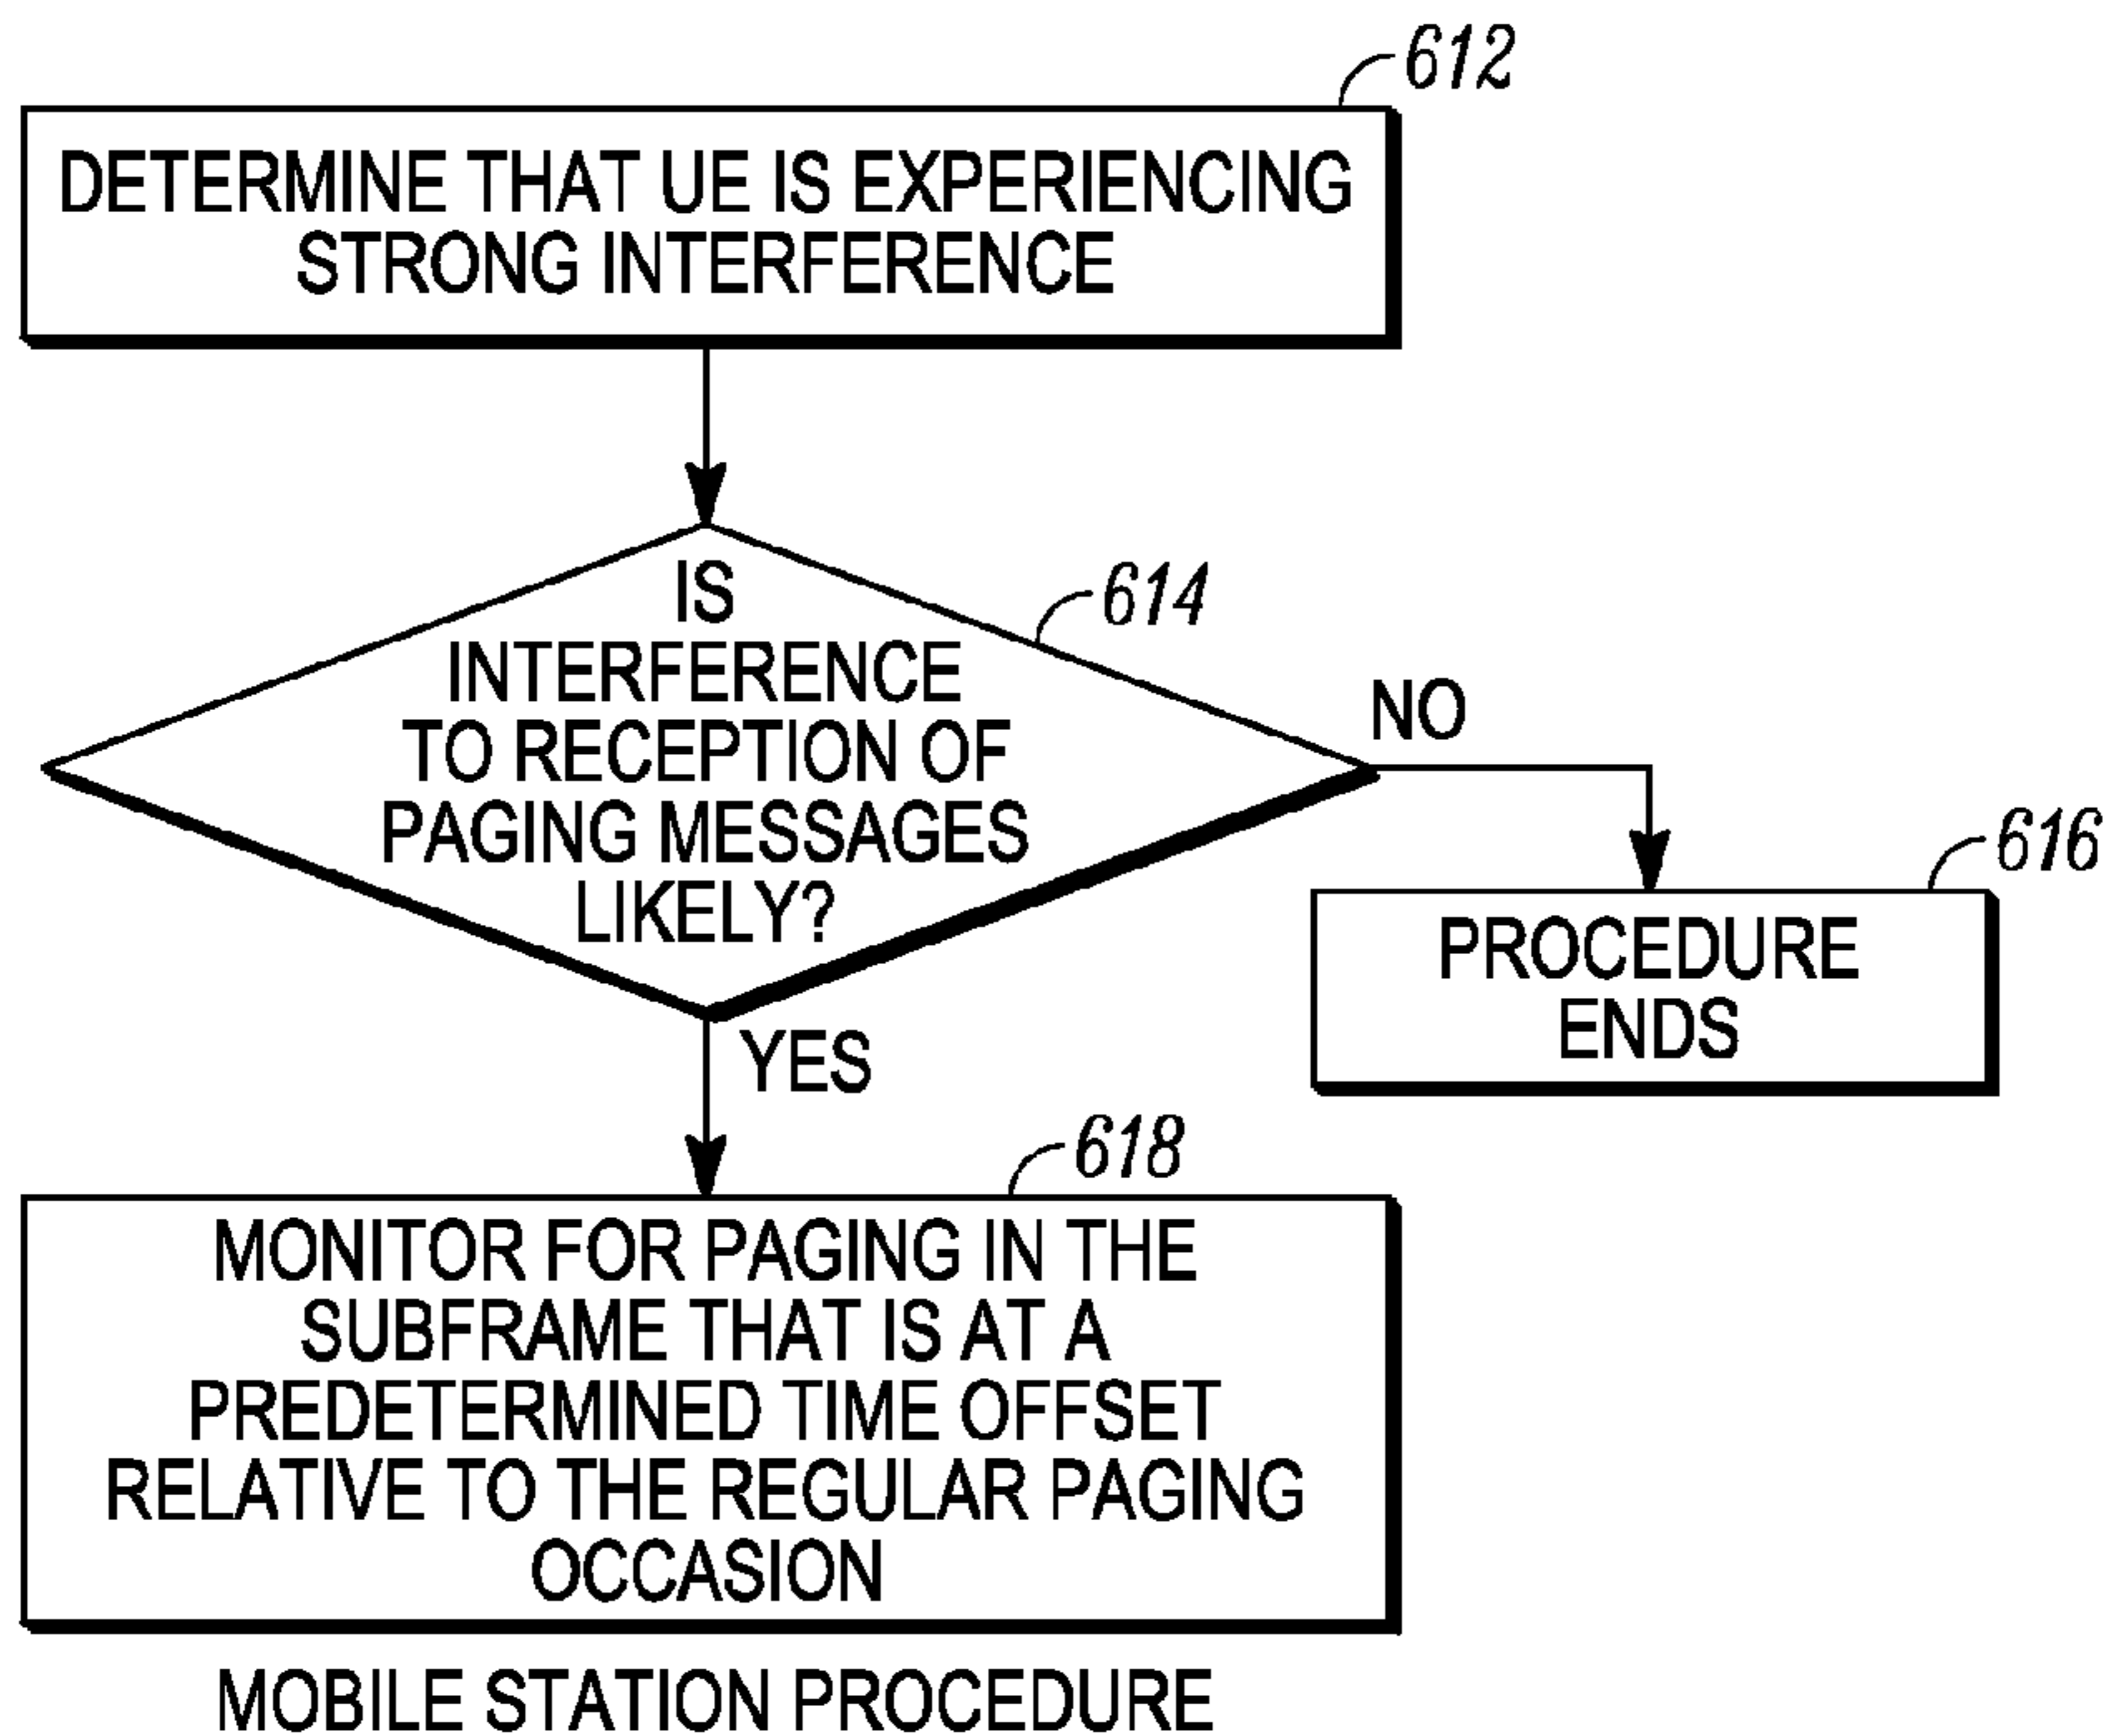 612
DETERMINE THAT UE IS EXPERIENCING
STRONG INTERFERENCE
614
IS
INTERFERENCE
TO RECEPTION OF
PAGING MESSAGES
LIKELY?
NO
616
PROCEDURE
ENDS
YES
618
MONITOR FOR PAGING IN THE
SUBFRAME THAT IS AT A
PREDETERMINED TIME OFFSET
RELATIVE TO THE REGULAR PAGING
OCCASION
MOBILE STATION PROCEDURE